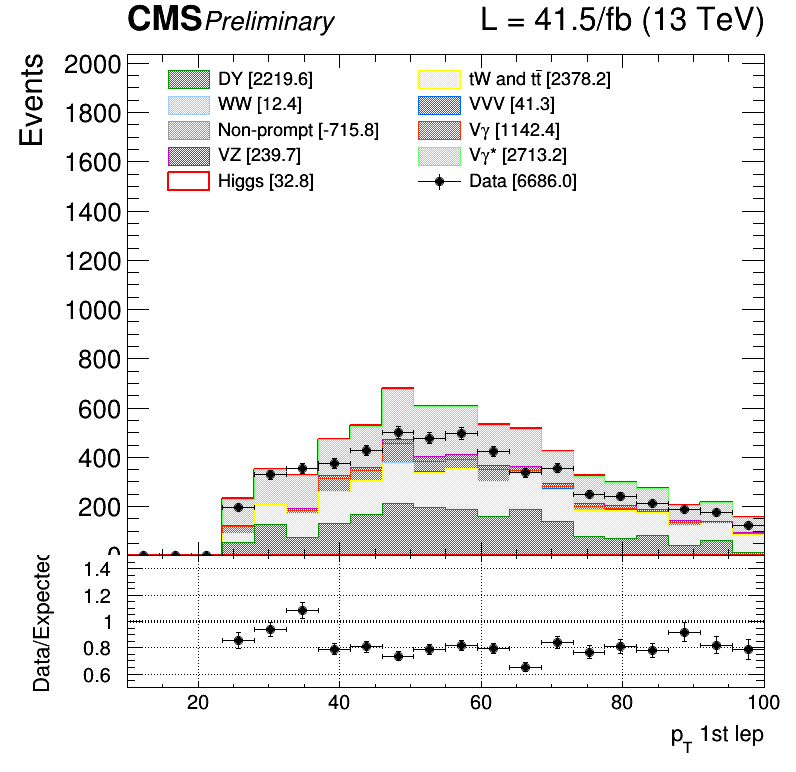 CMS Preliminary L = 41.5/fb (13 TeV)
Events
2000
1800
1600
1400
1200
1000
800
600
400
200
0
DY [2219.6]
WW [12.4]
Non-prompt [-715.8]
VZ [239.7]
Higgs [32.8]
tW and tt̄ [2378.2]
VVV [41.3]
Vγ [1142.4]
Vγ* [2713.2]
Data [6686.0]
Data/Expected
1.4
1.2
1
0.8
0.6
20 40 60 80 100
p_T 1st lep